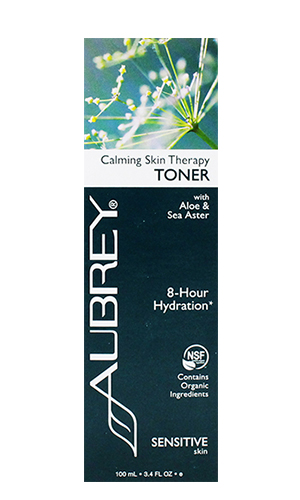 Calming Skin Therapy
TONER
with
Aloe &
Sea Aster
AUBREY®
8-Hour
Hydration*
NSF
Contains
Organic
Ingredients
SENSITIVE
skin
100 mL • 3.4 FL OZ • e